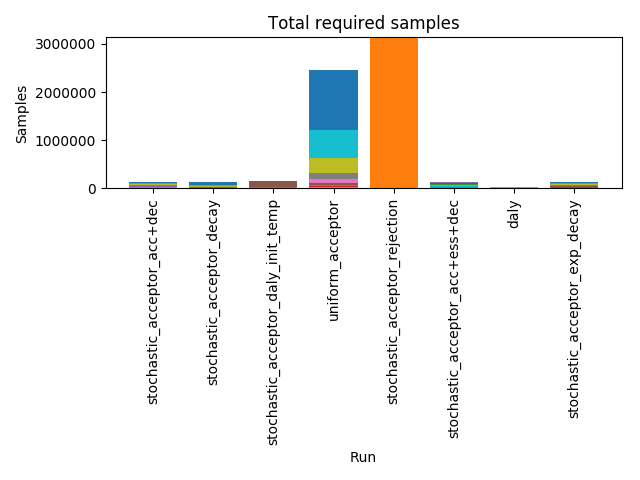 Total required samples
3000000
2000000
1000000
0
Samples
stochastic_acceptor_acc+dec
stochastic_acceptor_decay
stochastic_acceptor_daly_init_temp
uniform_acceptor
stochastic_acceptor_rejection
stochastic_acceptor_acc+ess+dec
daly
stochastic_acceptor_exp_decay
Run